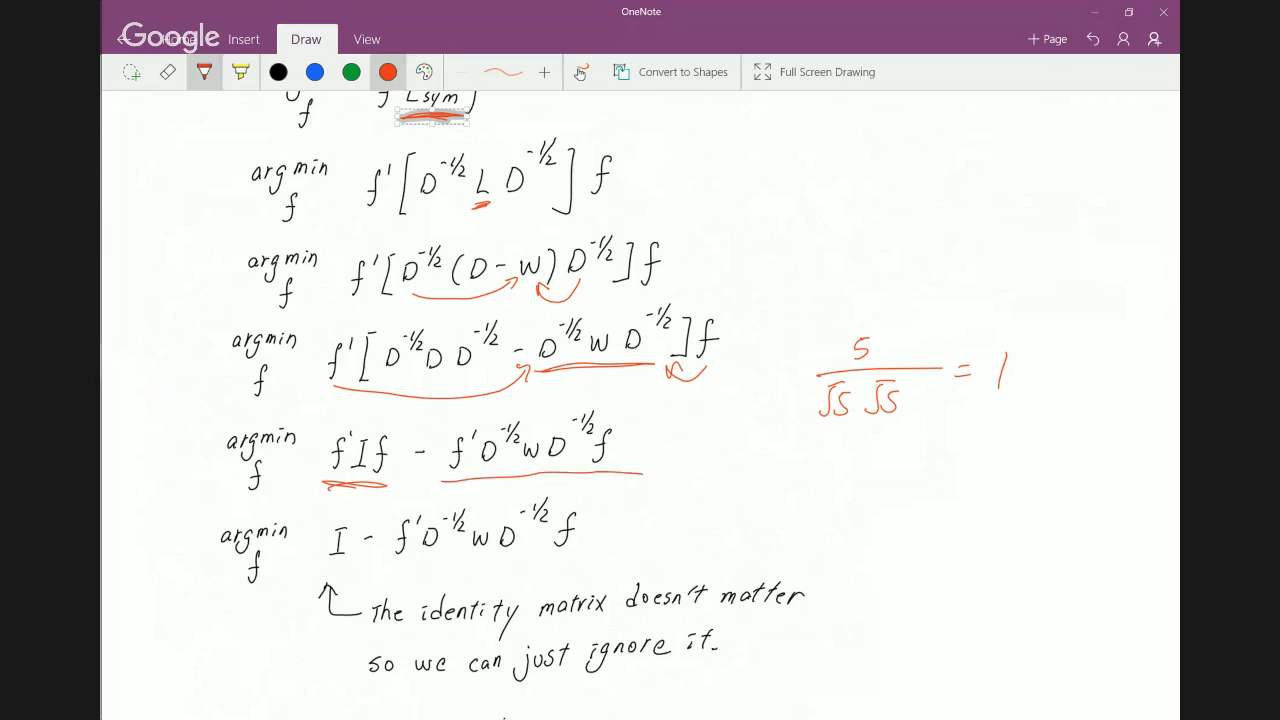 OneNote
Google
Home Insert Draw View
+ Page
Convert to Shapes Full Screen Drawing
f f' [Lsym]
argmin f f' [D^{-1/2} L D^{-1/2}] f
argmin f f' [D^{-1/2} (D - W) D^{-1/2}] f
argmin f f' [D^{-1/2} D D^{-1/2} - D^{-1/2} W D^{-1/2}] f
5 / √5 √5 = 1
argmin f f' I f - f' D^{-1/2} W D^{-1/2} f
argmin f I - f' D^{-1/2} W D^{-1/2} f
The identity matrix doesn't matter
so we can just ignore it.